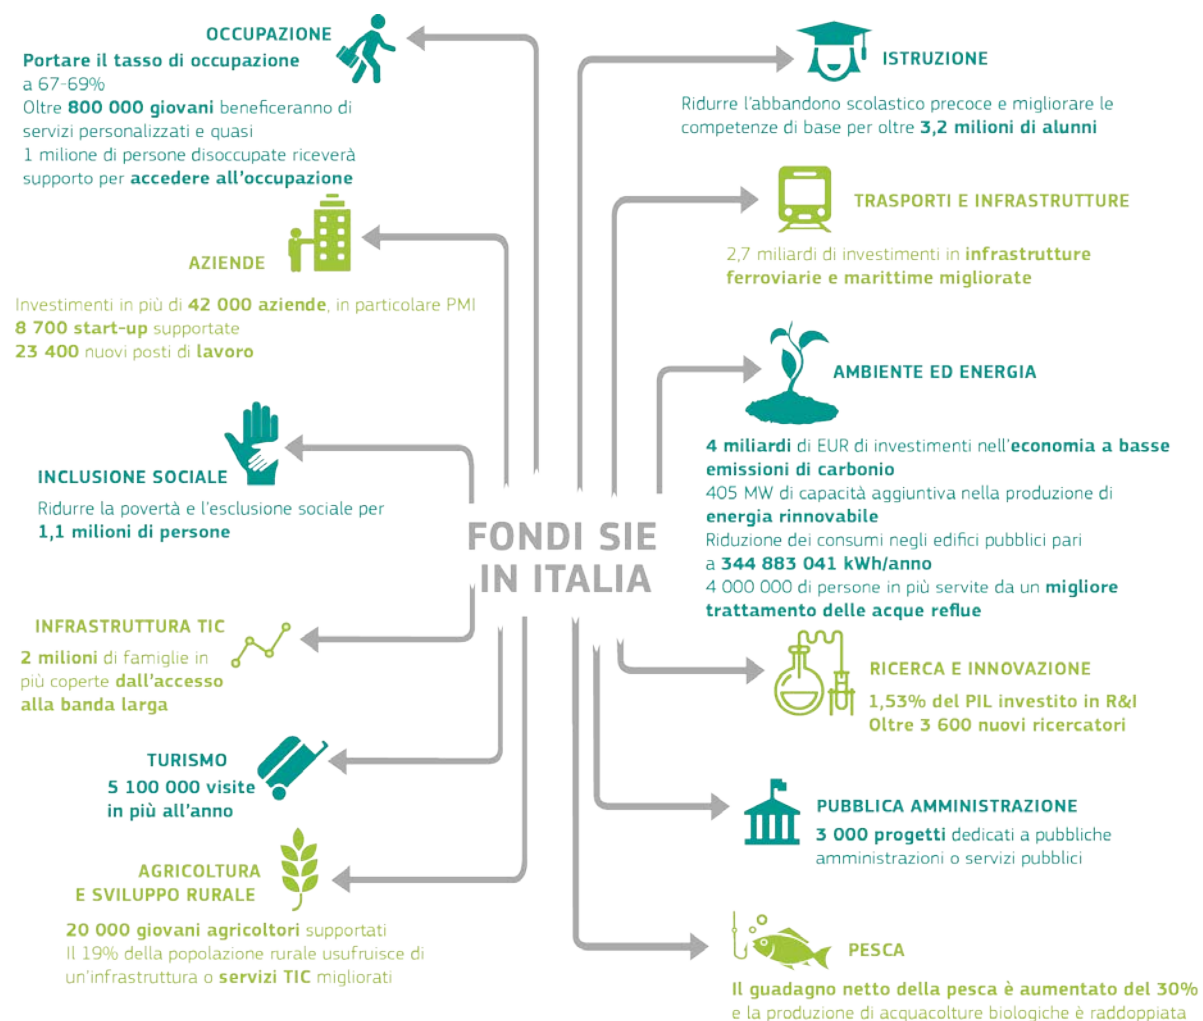 OCCUPAZIONE
Portare il tasso di occupazione
a 67-69%
Oltre 800 000 giovani beneficeranno di
servizi personalizzati e quasi
1 milione di persone disoccupate riceverà
supporto per accedere all'occupazione
AZIENDE
Investimenti in più di 42 000 aziende, in particolare PMI
8 700 start-up supportate
23 400 nuovi posti di lavoro
INCLUSIONE SOCIALE
Ridurre la povertà e l'esclusione sociale per
1,1 milioni di persone
INFRASTRUTTURA TIC
2 milioni di famiglie in
più coperte dall'accesso
alla banda larga
TURISMO
5 100 000 visite
in più all'anno
AGRICOLTURA
E SVILUPPO RURALE
20 000 giovani agricoltori supportati
Il 19% della popolazione rurale usufruisce di
un'infrastruttura o servizi TIC migliorati
FONDI SIE
IN ITALIA
ISTRUZIONE
Ridurre l'abbandono scolastico precoce e migliorare le
competenze di base per oltre 3,2 milioni di alunni
TRASPORTI E INFRASTRUTTURE
2,7 miliardi di investimenti in infrastrutture
ferroviarie e marittime migliorate
AMBIENTE ED ENERGIA
4 miliardi di EUR di investimenti nell'economia a basse
emissioni di carbonio
405 MW di capacità aggiuntiva nella produzione di
energia rinnovabile
Riduzione dei consumi negli edifici pubblici pari
a 344 883 041 kWh/anno
4 000 000 di persone in più servite da un migliore
trattamento delle acque reflue
RICERCA E INNOVAZIONE
1,53% del PIL investito in R&I
Oltre 3 600 nuovi ricercatori
PUBBLICA AMMINISTRAZIONE
3 000 progetti dedicati a pubbliche
amministrazioni o servizi pubblici
PESCA
Il guadagno netto della pesca è aumentato del 30%
e la produzione di acquacolture biologiche è raddoppiata